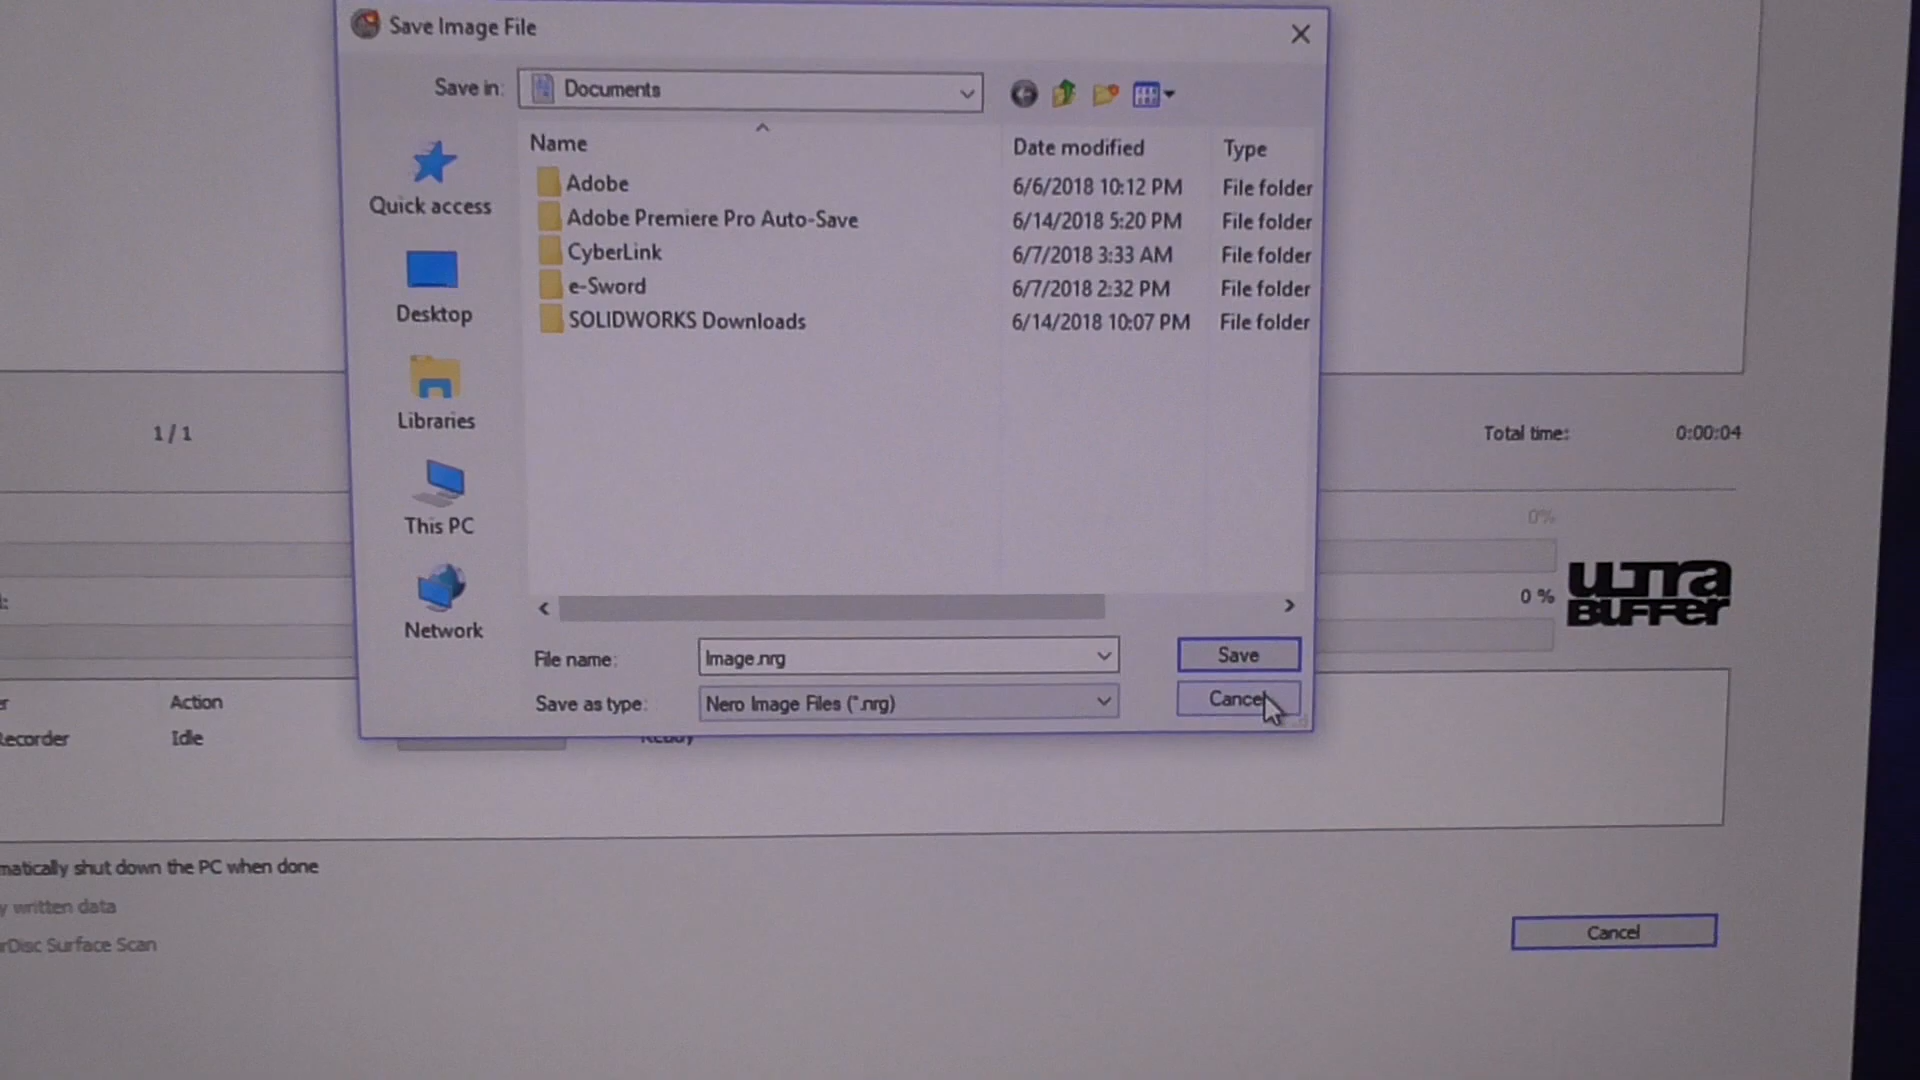 Save Image File
Save in: Documents
Name Date modified Type
Adobe 6/6/2018 10:12 PM File folder
Adobe Premiere Pro Auto-Save 6/14/2018 5:20 PM File folder
CyberLink 6/7/2018 3:33 AM File folder
e-Sword 6/7/2018 2:32 PM File folder
SOLIDWORKS Downloads 6/14/2018 10:07 PM File folder
Quick access
Desktop
Libraries
This PC
Network
File name: Image.nrg Save
Save as type: Nero Image Files (*.nrg) Cancel
1 / 1
Total time: 0:00:04
0%
0 %
ULTRA
BUFFER
Action
Recorder Idle Ready
matically shut down the PC when done
y written data
rDisc Surface Scan
Cancel